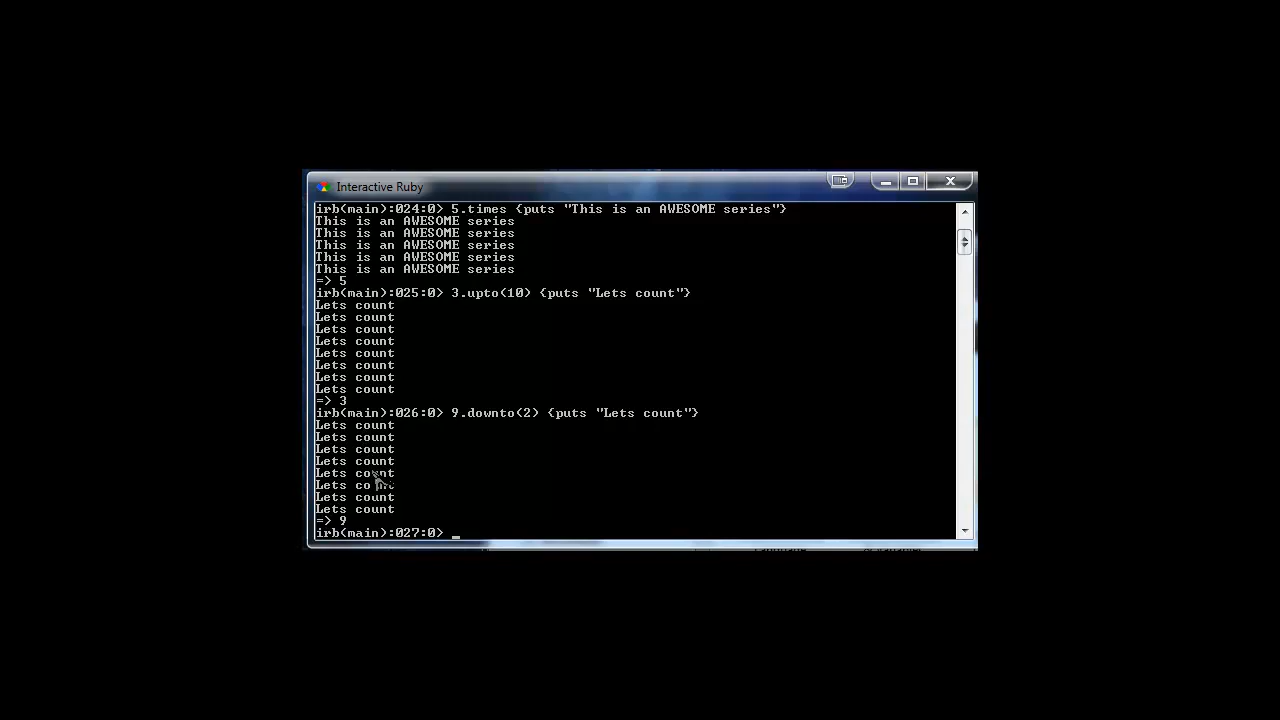 Interactive Ruby
irb(main):024:0> 5.times {puts "This is an AWESOME series"}
This is an AWESOME series
This is an AWESOME series
This is an AWESOME series
This is an AWESOME series
This is an AWESOME series
=> 5
irb(main):025:0> 3.upto(10) {puts "Lets count"}
Lets count
Lets count
Lets count
Lets count
Lets count
Lets count
Lets count
Lets count
=> 3
irb(main):026:0> 9.downto(2) {puts "Lets count"}
Lets count
Lets count
Lets count
Lets count
Lets count
Lets count
Lets count
Lets count
=> 9
irb(main):027:0> _